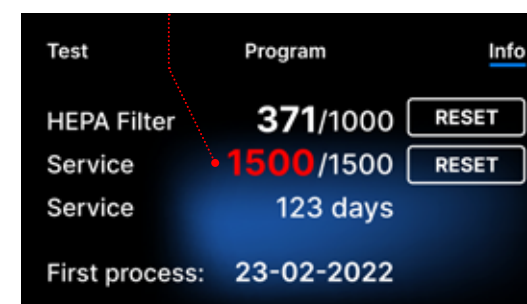 Test Program Info
HEPA Filter 371/1000 RESET
Service 1500/1500 RESET
Service 123 days
First process: 23-02-2022